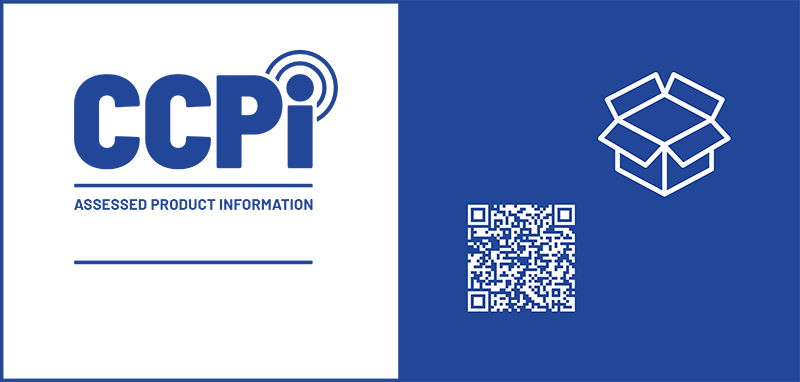 CCPi
ASSESSED PRODUCT INFORMATION